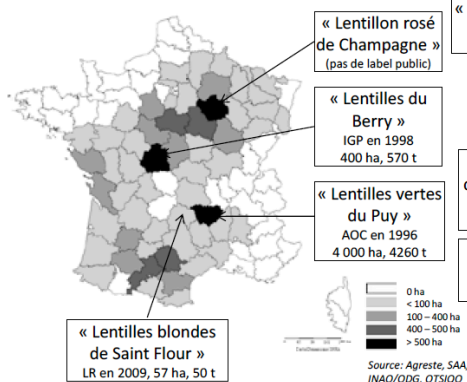 « Lentillon rosé
de Champagne »
(pas de label public)
«
« Lentilles du
Berry »
IGP en 1998
400 ha, 570 t
« Lentilles vertes
du Puy »
AOC en 1996
4 000 ha, 4260 t
« Lentilles blondes
de Saint Flour »
LR en 2009, 57 ha, 50 t
0 ha
< 100 ha
100 – 400 ha
400 – 500 ha
> 500 ha
Source: Agreste, SAA,
INAO/ODG, OTSIQO